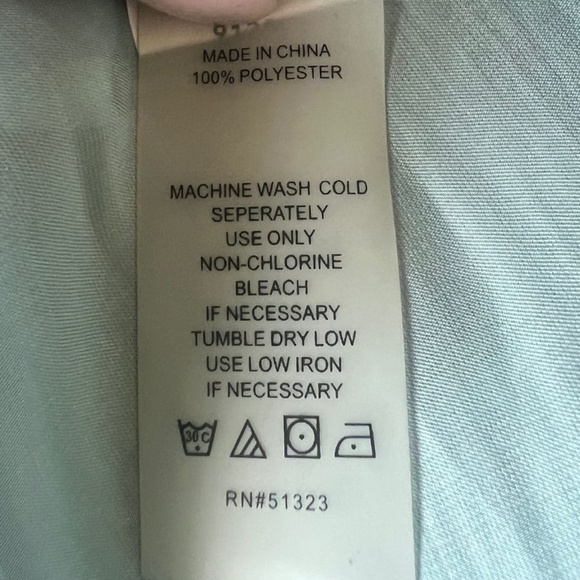 MADE IN CHINA
100% POLYESTER
MACHINE WASH COLD
SEPERATELY
USE ONLY
NON-CHLORINE
BLEACH
IF NECESSARY
TUMBLE DRY LOW
USE LOW IRON
IF NECESSARY
30 C
RN#51323